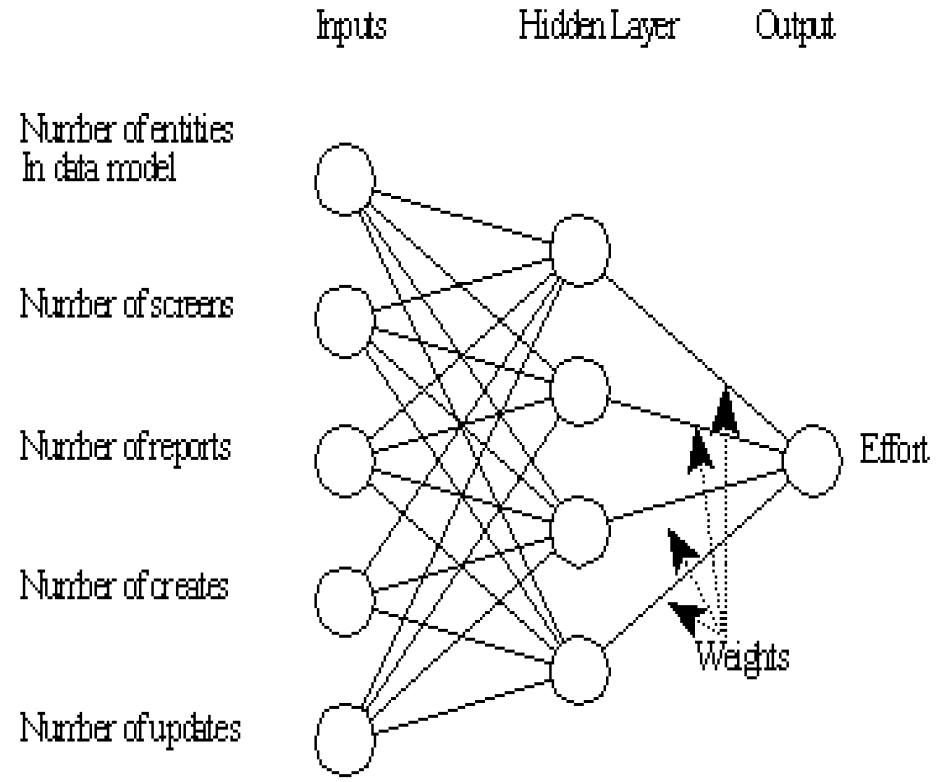 Inputs Hidden Layer Output
Number of entities
In data model
Number of screens
Number of reports
Effort
Number of creates
Weights
Number of updates